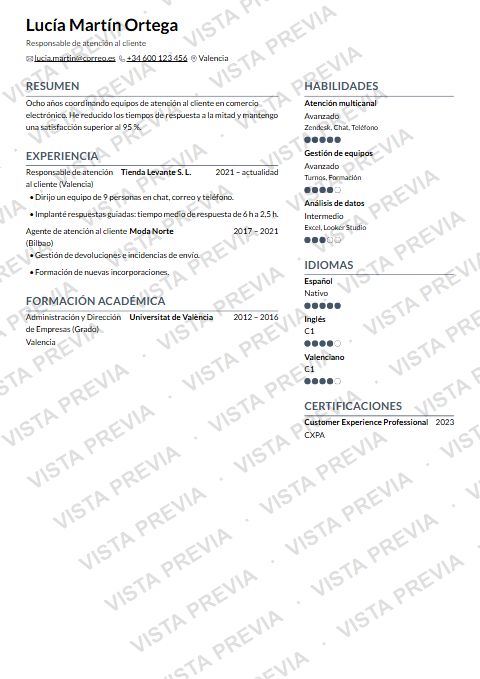 Lucía Martín Ortega
Responsable de atención al cliente
lucia.martin@correo.es +34 600 123 456 Valencia
RESUMEN
Ocho años coordinando equipos de atención al cliente en comercio
electrónico. He reducido los tiempos de respuesta a la mitad y mantengo
una satisfacción superior al 95 %.
EXPERIENCIA
Responsable de atención Tienda Levante S. L. 2021 – actualidad
al cliente (Valencia)
• Dirijo un equipo de 9 personas en chat, correo y teléfono.
• Implanté respuestas guiadas: tiempo medio de respuesta de 6 h a 2,5 h.
Agente de atención al cliente Moda Norte 2017 – 2021
(Bilbao)
• Gestión de devoluciones e incidencias de envío.
• Formación de nuevas incorporaciones.
FORMACIÓN ACADÉMICA
Administración y Dirección Universitat de València 2012 – 2016
de Empresas (Grado)
Valencia
HABILIDADES
Atención multicanal
Avanzado
Zendesk, Chat, Teléfono
Gestión de equipos
Avanzado
Turnos, Formación
Análisis de datos
Intermedio
Excel, Looker Studio
IDIOMAS
Español
Nativo
Inglés
C1
Valenciano
C1
CERTIFICACIONES
Customer Experience Professional 2023
CXPA
VISTA PREVIA